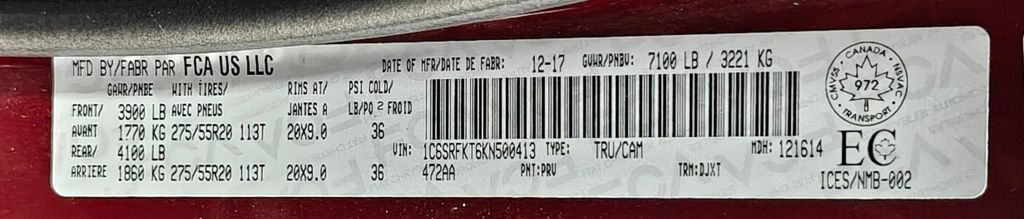 MFD BY/FABR PAR FCA US LLC DATE OF MFR/DATE DE FABR: 12-17 GVWR/PNBV: 7100 LB / 3221 KG
GAWR/PNBE WITH TIRES/ RIMS AT/ PSI COLD/
FRONT/ 3900 LB AVEC PNEUS JANTES A LB/PO 2 FROID
AVANT 1770 KG 275/55R20 113T 20X9.0 36
REAR/ 4100 LB
ARRIERE 1860 KG 275/55R20 113T 20X9.0 36
VIN: 1C6SRFKT6KN500413 TYPE: TRU/CAM MDH: 121614
472AA PNT:PRV TRM:DJXT
CANADA
CMVSS NSVAC
972
TRANSPORT
EC
ICES/NMB-002